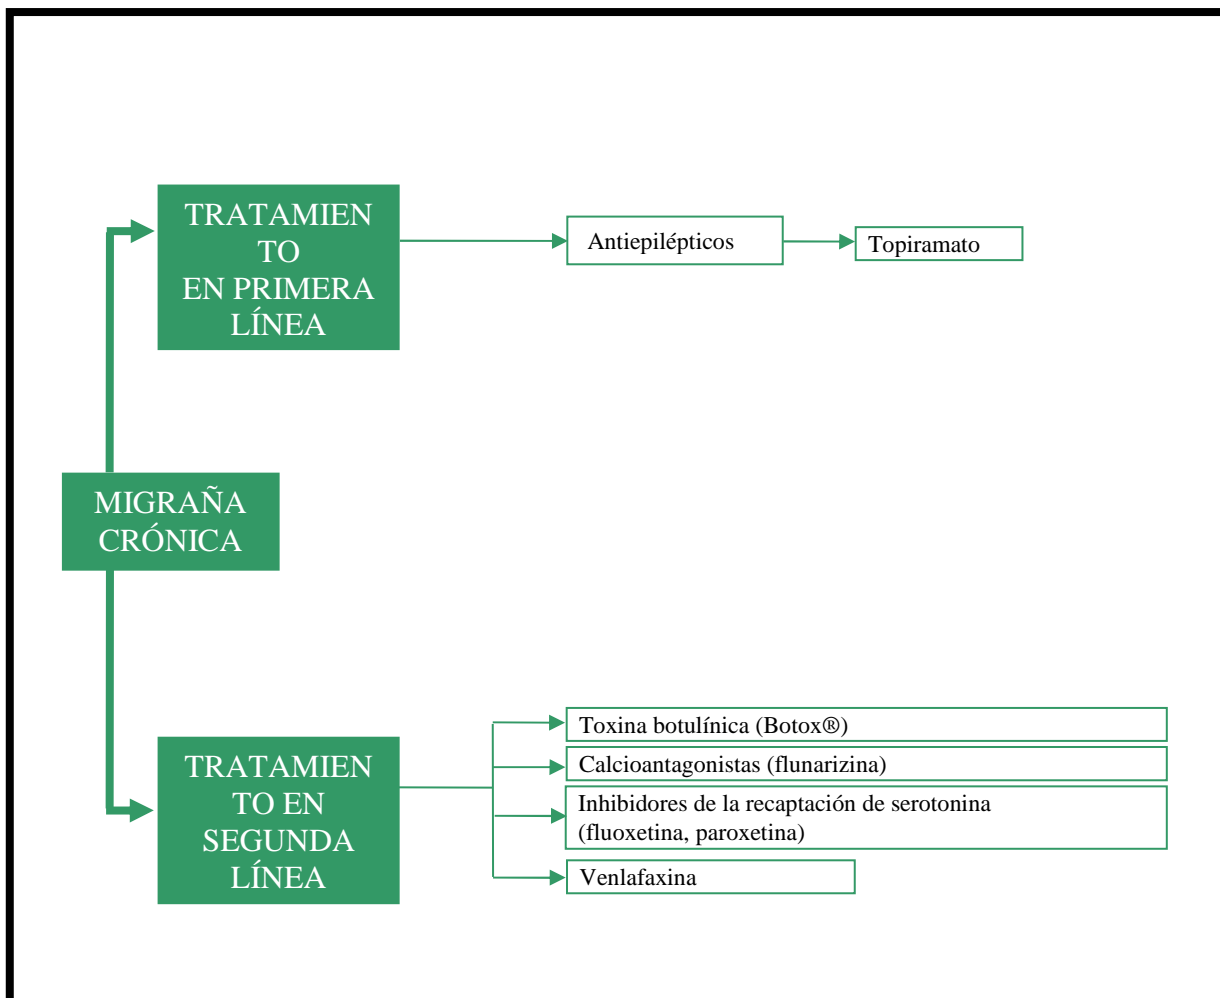 TRATAMIEN
TO
EN PRIMERA
LÍNEA
Antiepilépticos
Topiramato
MIGRAÑA
CRÓNICA
TRATAMIEN
TO EN
SEGUNDA
LÍNEA
Toxina botulínica (Botox®)
Calcioantagonistas (flunarizina)
Inhibidores de la recaptación de serotonina
(fluoxetina, paroxetina)
Venlafaxina